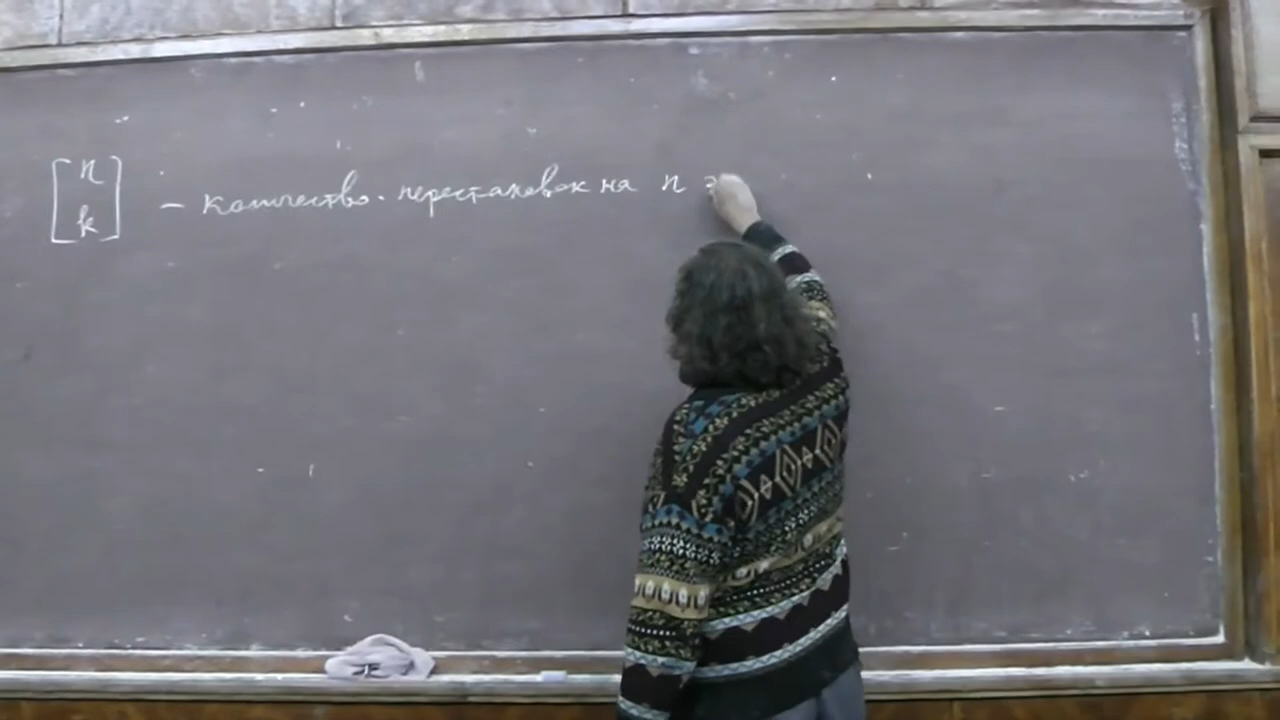 [n k] – количество перестановок на n э